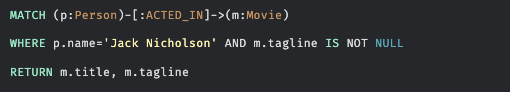 MATCH (p:Person)-[:ACTED_IN]->(m:Movie)
WHERE p.name='Jack Nicholson' AND m.tagline IS NOT NULL
RETURN m.title, m.tagline